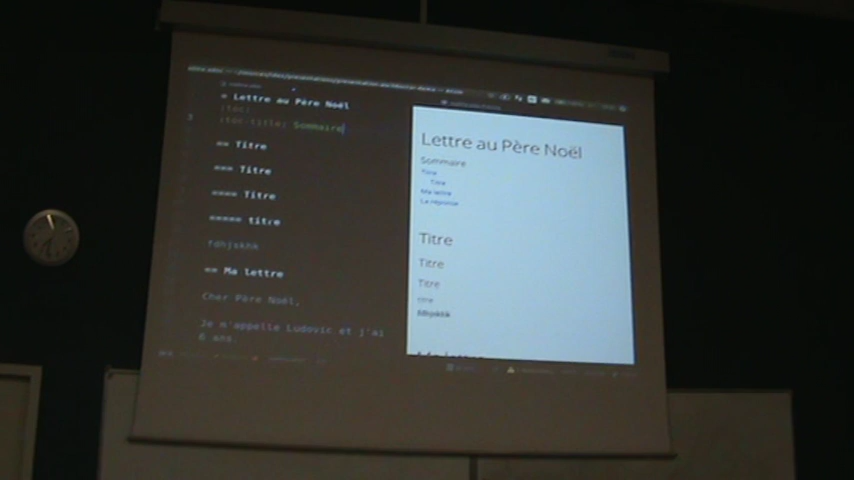 = Lettre au Père Noël
:toc:
:toc-title: Sommaire
== Titre
=== Titre
==== Titre
===== titre
fdhjskhk
== Ma Lettre
Cher Père Noël,
Je m'appelle Ludovic et j'ai
6 ans.
Lettre au Père Noël
Sommaire
Titre
Titre
Ma lettre
La réponse
Titre
Titre
Titre
titre
fdhjskhk